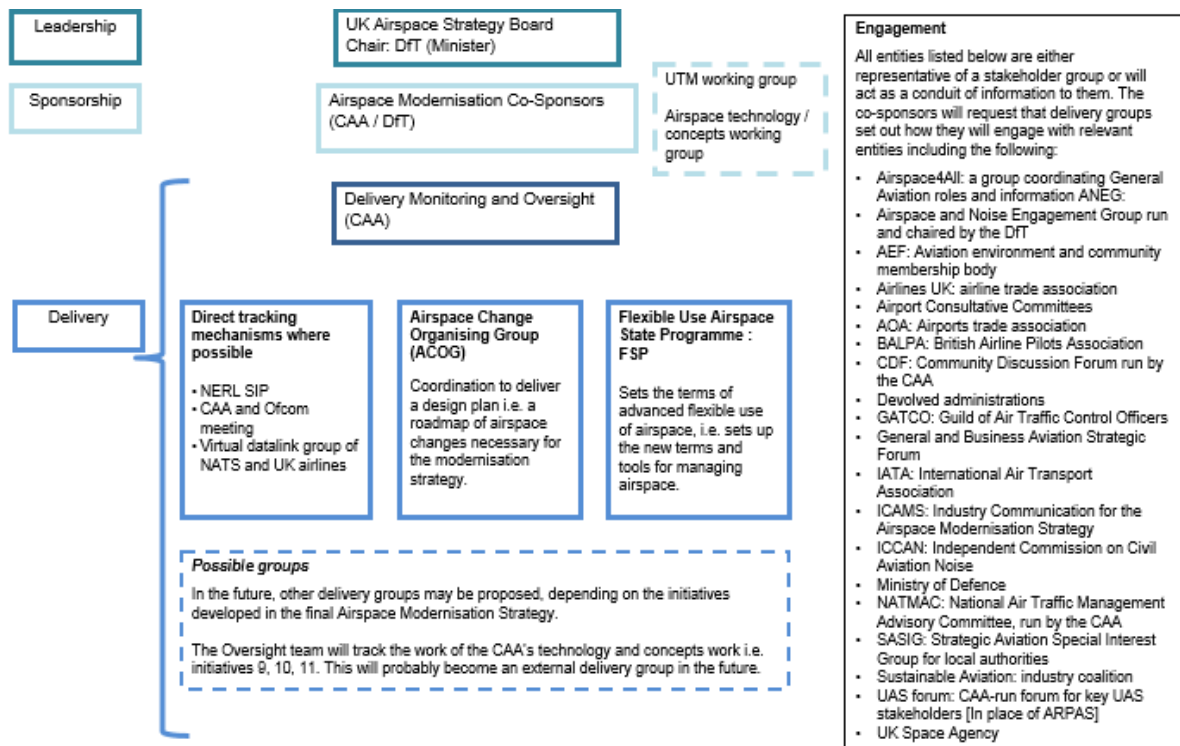 Leadership
UK Airspace Strategy Board
Chair: DfT (Minister)
Sponsorship
Airspace Modernisation Co-Sponsors
(CAA / DfT)
UTM working group
Airspace technology /
concepts working
group
Delivery Monitoring and Oversight
(CAA)
Delivery
Direct tracking
mechanisms where
possible
• NERL SIP
• CAA and Ofcom
meeting
• Virtual datalink group of
NATS and UK airlines
Airspace Change
Organising Group
(ACOG)
Coordination to deliver
a design plan i.e. a
roadmap of airspace
changes necessary for
the modernisation
strategy.
Flexible Use Airspace
State Programme :
FSP
Sets the terms of
advanced flexible use
of airspace, i.e. sets up
the new terms and
tools for managing
airspace.
Possible groups
In the future, other delivery groups may be proposed, depending on the initiatives
developed in the final Airspace Modernisation Strategy.
The Oversight team will track the work of the CAA's technology and concepts work i.e.
initiatives 9, 10, 11. This will probably become an external delivery group in the future.
Engagement
All entities listed below are either
representative of a stakeholder group or will
act as a conduit of information to them. The
co-sponsors will request that delivery groups
set out how they will engage with relevant
entities including the following:
• Airspace4All: a group coordinating General
Aviation roles and information ANEG:
• Airspace and Noise Engagement Group run
and chaired by the DfT
• AEF: Aviation environment and community
membership body
• Airlines UK: airline trade association
• Airport Consultative Committees
• AOA: Airports trade association
• BALPA: British Airline Pilots Association
• CDF: Community Discussion Forum run by
the CAA
• Devolved administrations
• GATCO: Guild of Air Traffic Control Officers
• General and Business Aviation Strategic
Forum
• IATA: International Air Transport
Association
• ICAMS: Industry Communication for the
Airspace Modernisation Strategy
• ICCAN: Independent Commission on Civil
Aviation Noise
• Ministry of Defence
• NATMAC: National Air Traffic Management
Advisory Committee, run by the CAA
• SASIG: Strategic Aviation Special Interest
Group for local authorities
• Sustainable Aviation: industry coalition
• UAS forum: CAA-run forum for key UAS
stakeholders [In place of ARPAS]
• UK Space Agency